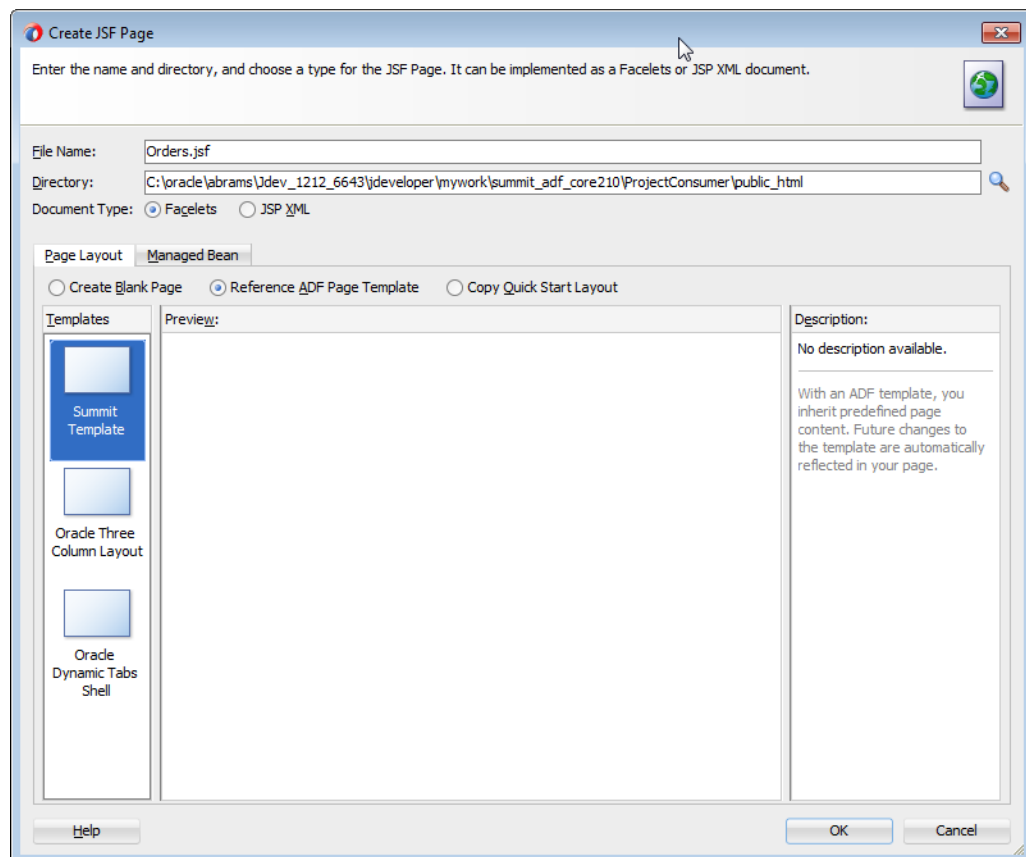 Create JSF Page
Enter the name and directory, and choose a type for the JSF Page. It can be implemented as a Facelets or JSP XML document.
File Name: Orders.jsf
Directory: C:\oracle\abrams\Jdev_1212_6643\jdeveloper\mywork\summit_adf_core210\ProjectConsumer\public_html
Document Type: Facelets JSP XML
Page Layout Managed Bean
Create Blank Page Reference ADF Page Template Copy Quick Start Layout
Templates
Summit
Template
Oracle Three
Column Layout
Oracle
Dynamic Tabs
Shell
Preview:
Description:
No description available.
With an ADF template, you
inherit predefined page
content. Future changes to
the template are automatically
reflected in your page.
Help OK Cancel